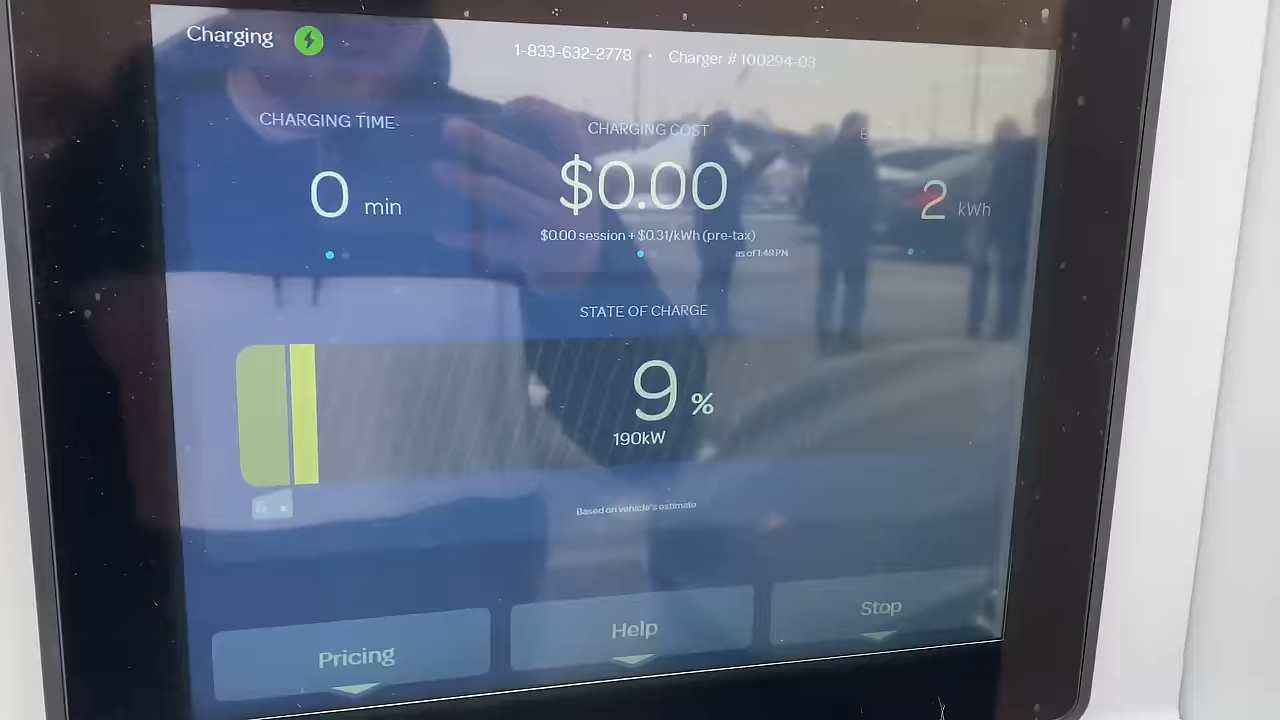 Charging
1-833-632-2778 • Charger # 100294-03
CHARGING TIME
0 min
CHARGING COST
$0.00
$0.00 session + $0.31/kWh (pre-tax)
as of 1:48 PM
2 kWh
STATE OF CHARGE
9 %
190kW
Based on vehicle's estimate
Pricing
Help
Stop